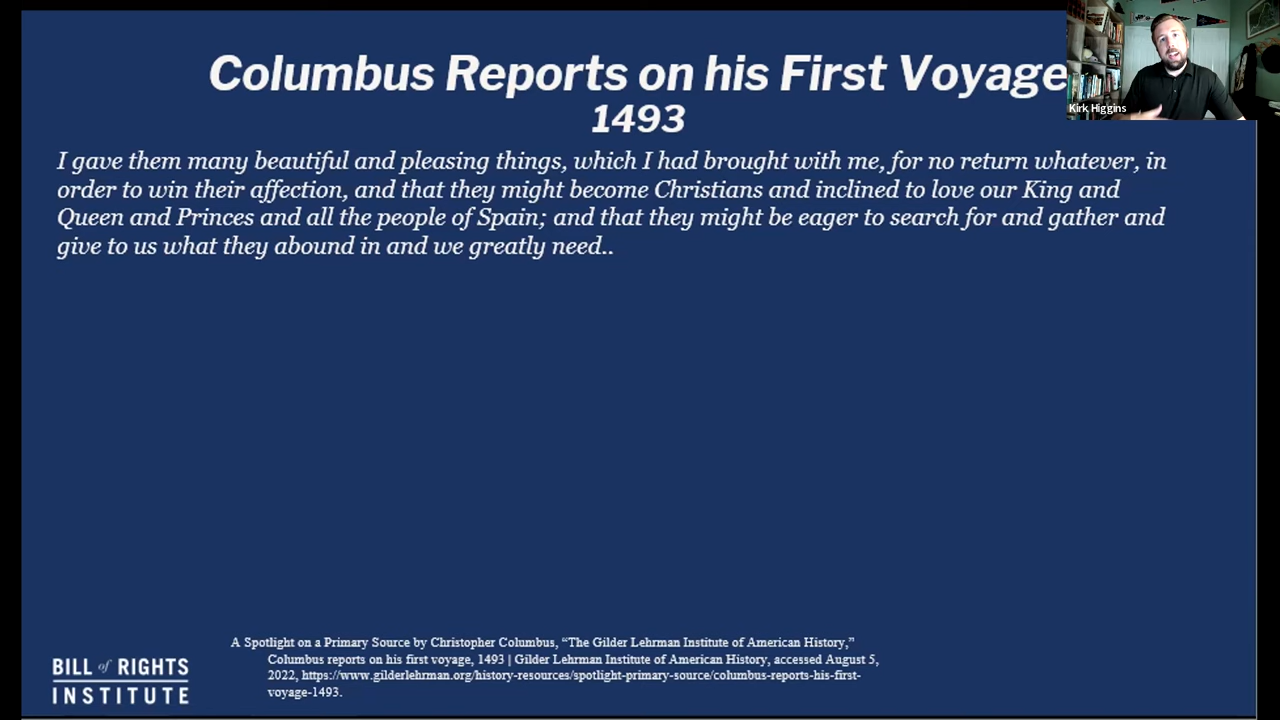 Columbus Reports on his First Voyage
1493
Kirk Higgins
I gave them many beautiful and pleasing things, which I had brought with me, for no return whatever, in
order to win their affection, and that they might become Christians and inclined to love our King and
Queen and Princes and all the people of Spain; and that they might be eager to search for and gather and
give to us what they abound in and we greatly need..
A Spotlight on a Primary Source by Christopher Columbus, “The Gilder Lehrman Institute of American History,”
Columbus reports on his first voyage, 1493 | Gilder Lehrman Institute of American History, accessed August 5,
2022, https://www.gilderlehrman.org/history-resources/spotlight-primary-source/columbus-reports-his-first-
voyage-1493.
BILL of RIGHTS
INSTITUTE